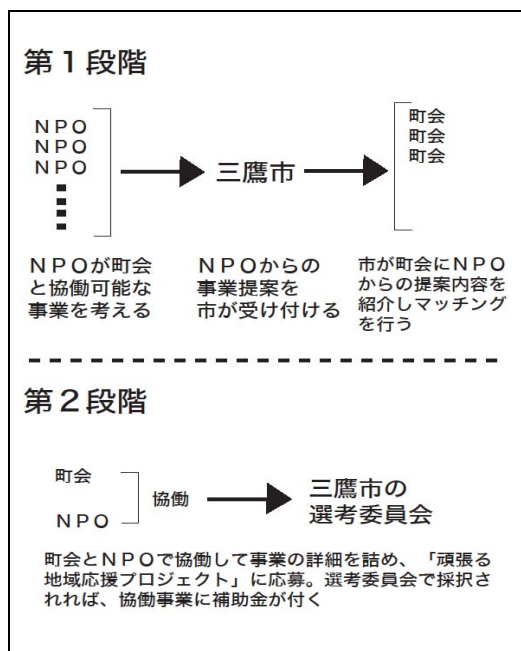 第１段階
ＮＰＯ
ＮＰＯ
ＮＰＯ
三鷹市
町会
町会
町会
ＮＰＯが町会
と協働可能な
事業を考える
ＮＰＯからの
事業提案を
市が受け付ける
市が町会にＮＰＯ
からの提案内容を
紹介しマッチング
を行う
第２段階
町会
ＮＰＯ
協働
三鷹市の
選考委員会
町会とＮＰＯで協働して事業の詳細を詰め、「頑張る
地域応援プロジェクト」に応募。選考委員会で採択さ
れれば、協働事業に補助金が付く